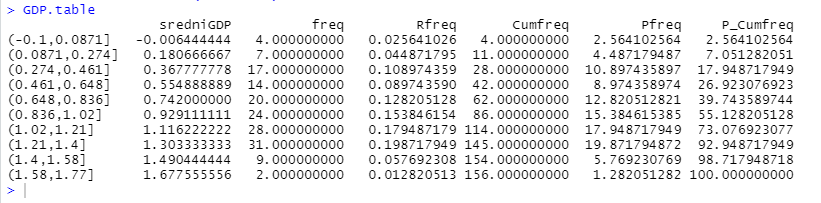 > GDP.table
sredniGDP freq Rfreq Cumfreq Pfreq P_Cumfreq
(-0.1,0.0871] -0.006444444 4.000000000 0.025641026 4.000000000 2.564102564 2.564102564
(0.0871,0.274] 0.180666667 7.000000000 0.044871795 11.000000000 4.487179487 7.051282051
(0.274,0.461] 0.367777778 17.000000000 0.108974359 28.000000000 10.897435897 17.948717949
(0.461,0.648] 0.554888889 14.000000000 0.089743590 42.000000000 8.974358974 26.923076923
(0.648,0.836] 0.742000000 20.000000000 0.128205128 62.000000000 12.820512821 39.743589744
(0.836,1.02] 0.929111111 24.000000000 0.153846154 86.000000000 15.384615385 55.128205128
(1.02,1.21] 1.116222222 28.000000000 0.179487179 114.000000000 17.948717949 73.076923077
(1.21,1.4] 1.303333333 31.000000000 0.198717949 145.000000000 19.871794872 92.948717949
(1.4,1.58] 1.490444444 9.000000000 0.057692308 154.000000000 5.769230769 98.717948718
(1.58,1.77] 1.677555556 2.000000000 0.012820513 156.000000000 1.282051282 100.000000000
>